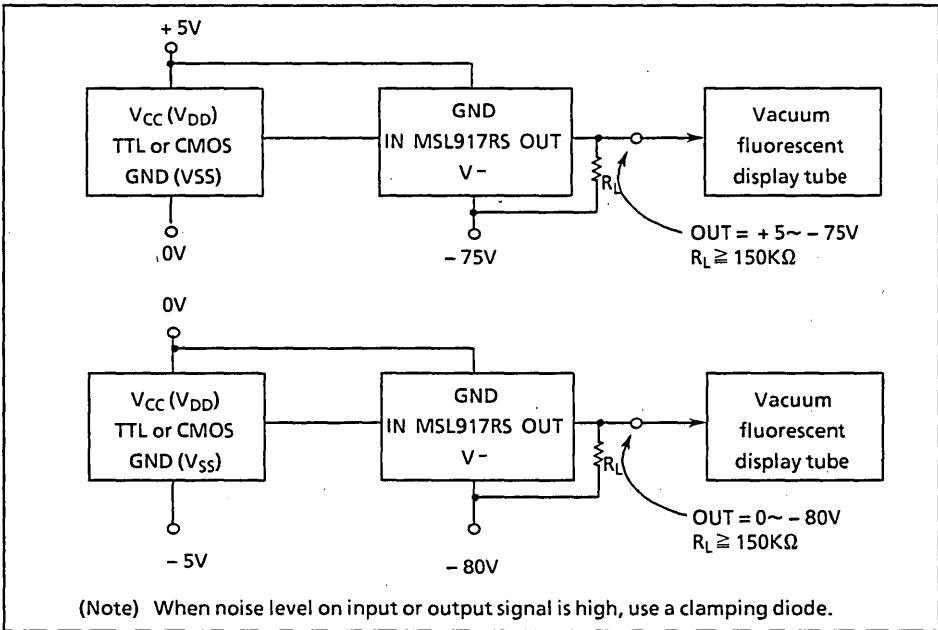 + 5V
VCC (VDD)
TTL or CMOS
GND (VSS)
0V
GND
IN MSL917RS OUT
V −
− 75V
RL
Vacuum
fluorescent
display tube
OUT = + 5~ − 75V
RL ≧ 150KΩ
0V
VCC (VDD)
TTL or CMOS
GND (VSS)
− 5V
GND
IN MSL917RS OUT
V −
− 80V
RL
Vacuum
fluorescent
display tube
OUT = 0~ − 80V
RL ≧ 150KΩ
(Note) When noise level on input or output signal is high, use a clamping diode.